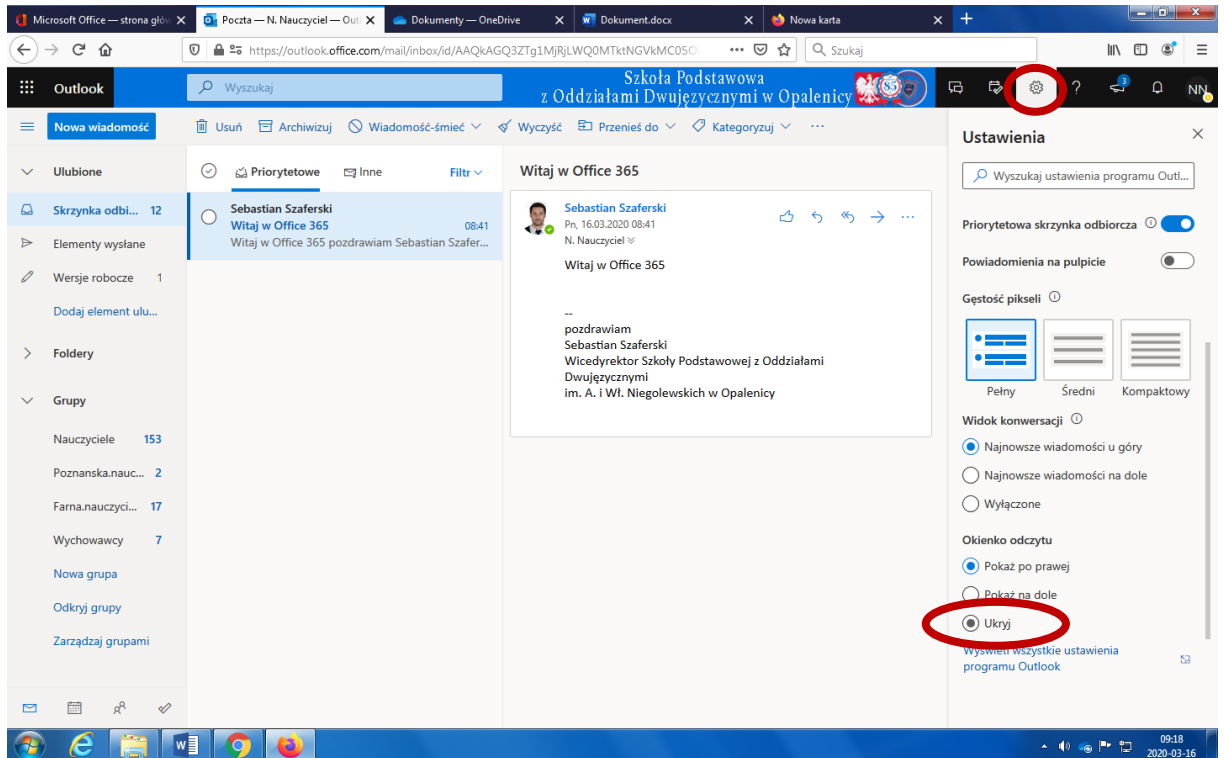 Microsoft Office — strona głów
Poczta — N. Nauczyciel — Out
Dokumenty — OneDrive
Dokument.docx
Nowa karta
https://outlook.office.com/mail/inbox/id/AAQkAGQ3ZTg1MjRjLWQ0MTktNGVkMC05O
Szukaj
Outlook
Wyszukaj
Szkoła Podstawowa
z Oddziałami Dwujęzycznymi w Opalenicy
3
NN
Nowa wiadomość
Usuń Archiwizuj Wiadomość-śmieć Wyczyść Przenieś do Kategoryzuj ...
Ulubione
Skrzynka odbi... 12
Elementy wysłane
Wersje robocze 1
Dodaj element ulu...
Foldery
Grupy
Nauczyciele 153
Poznanska.nauc... 2
Farna.nauczyci... 17
Wychowawcy 7
Nowa grupa
Odkryj grupy
Zarządzaj grupami
Priorytetowe Inne Filtr
Sebastian Szaferski
Witaj w Office 365 08:41
Witaj w Office 365 pozdrawiam Sebastian Szafer...
Witaj w Office 365
Sebastian Szaferski
Pn, 16.03.2020 08:41
N. Nauczyciel
Witaj w Office 365
--
pozdrawiam
Sebastian Szaferski
Wicedyrektor Szkoły Podstawowej z Oddziałami
Dwujęzycznymi
im. A. i Wł. Niegolewskich w Opalenicy
Ustawienia
Wyszukaj ustawienia programu Outl...
Priorytetowa skrzynka odbiorcza
Powiadomienia na pulpicie
Gęstość pikseli
Pełny Średni Kompaktowy
Widok konwersacji
Najnowsze wiadomości u góry
Najnowsze wiadomości na dole
Wyłączone
Okienko odczytu
Pokaż po prawej
Pokaż na dole
Ukryj
Wyświetl wszystkie ustawienia
programu Outlook
09:18
2020-03-16